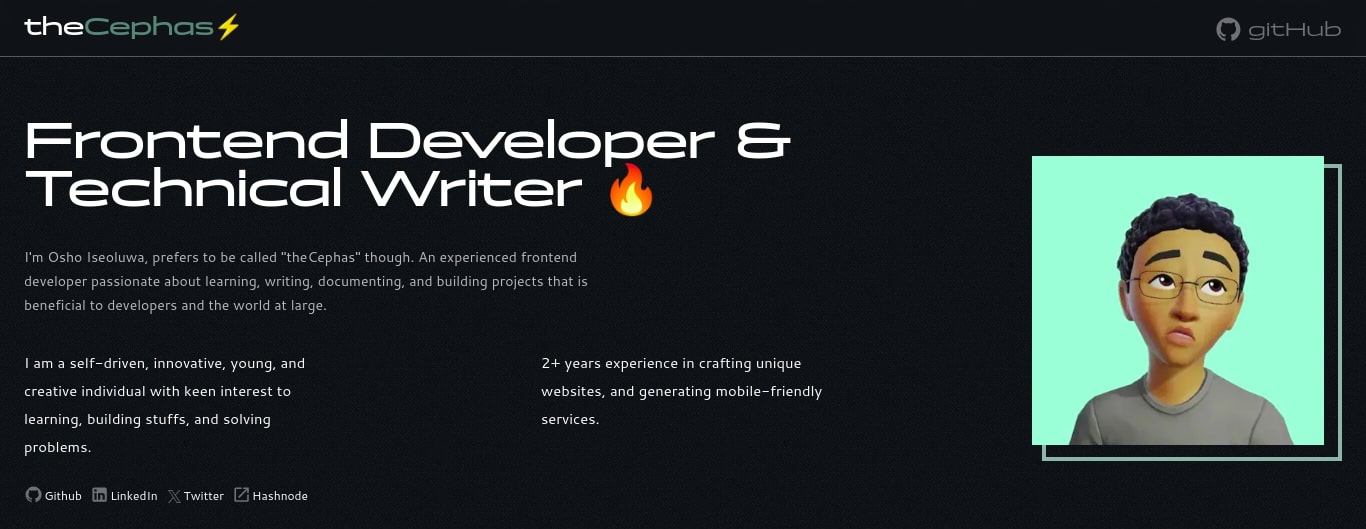 theCephas⚡
gitHub
Frontend Developer &
Technical Writer 🔥
I'm Osho Iseoluwa, prefers to be called "theCephas" though. An experienced frontend
developer passionate about learning, writing, documenting, and building projects that is
beneficial to developers and the world at large.
I am a self-driven, innovative, young, and
creative individual with keen interest to
learning, building stuffs, and solving
problems.
2+ years experience in crafting unique
websites, and generating mobile-friendly
services.
Github LinkedIn Twitter Hashnode